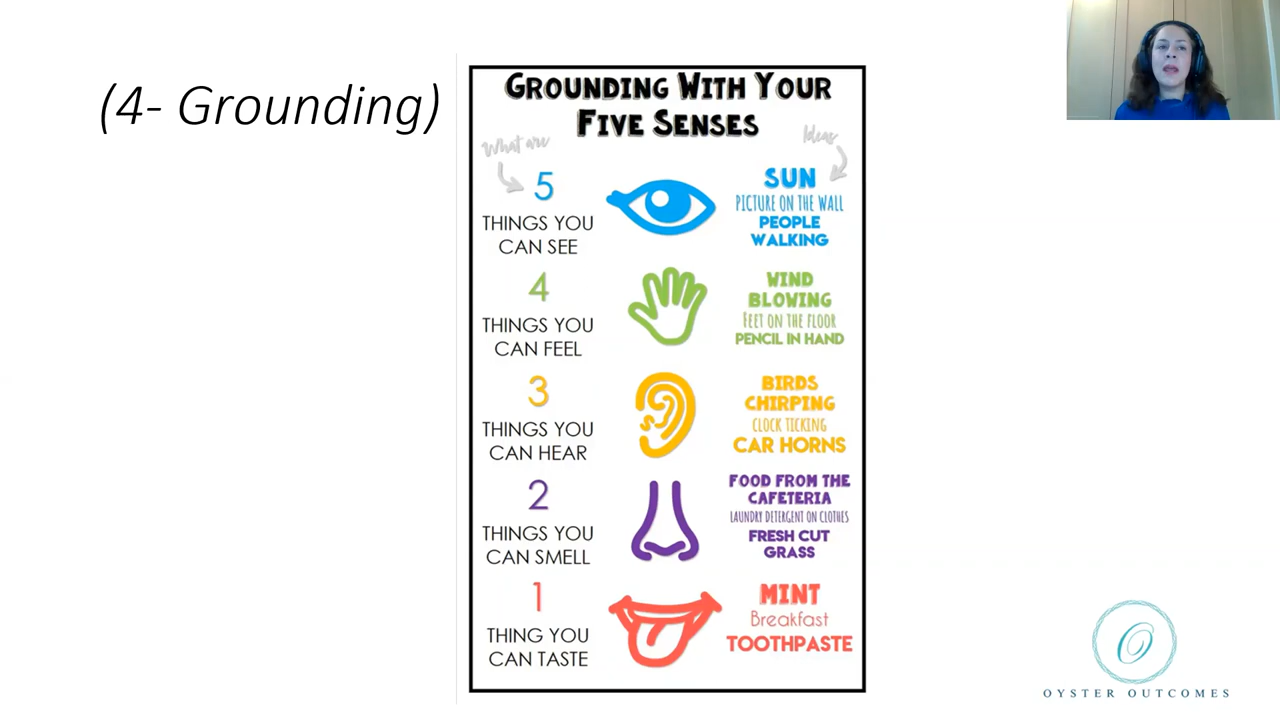 (4- Grounding)
GROUNDING WITH YOUR
FIVE SENSES
What are
Ideas
5
THINGS YOU
CAN SEE
SUN
PICTURE ON THE WALL
PEOPLE
WALKING
4
THINGS YOU
CAN FEEL
WIND
BLOWING
FEET ON THE FLOOR
PENCIL IN HAND
3
THINGS YOU
CAN HEAR
BIRDS
CHIRPING
CLOCK TICKING
CAR HORNS
2
THINGS YOU
CAN SMELL
FOOD FROM THE
CAFETERIA
LAUNDRY DETERGENT ON CLOTHES
FRESH CUT
GRASS
1
THING YOU
CAN TASTE
MINT
Breakfast
TOOTHPASTE
O
OYSTER OUTCOMES